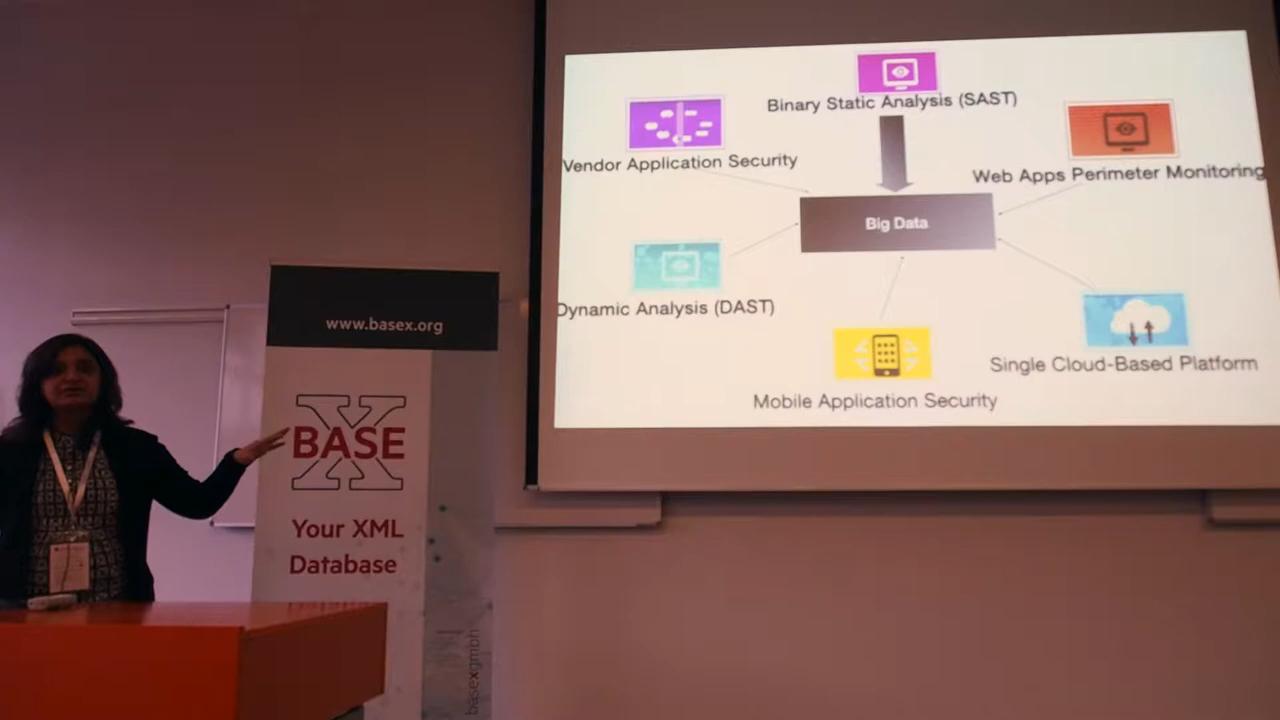 Binary Static Analysis (SAST)
Vendor Application Security
Web Apps Perimeter Monitoring
Big Data
Dynamic Analysis (DAST)
Single Cloud-Based Platform
Mobile Application Security
www.basex.org
BASE
X
Your XML
Database
basexgmbh